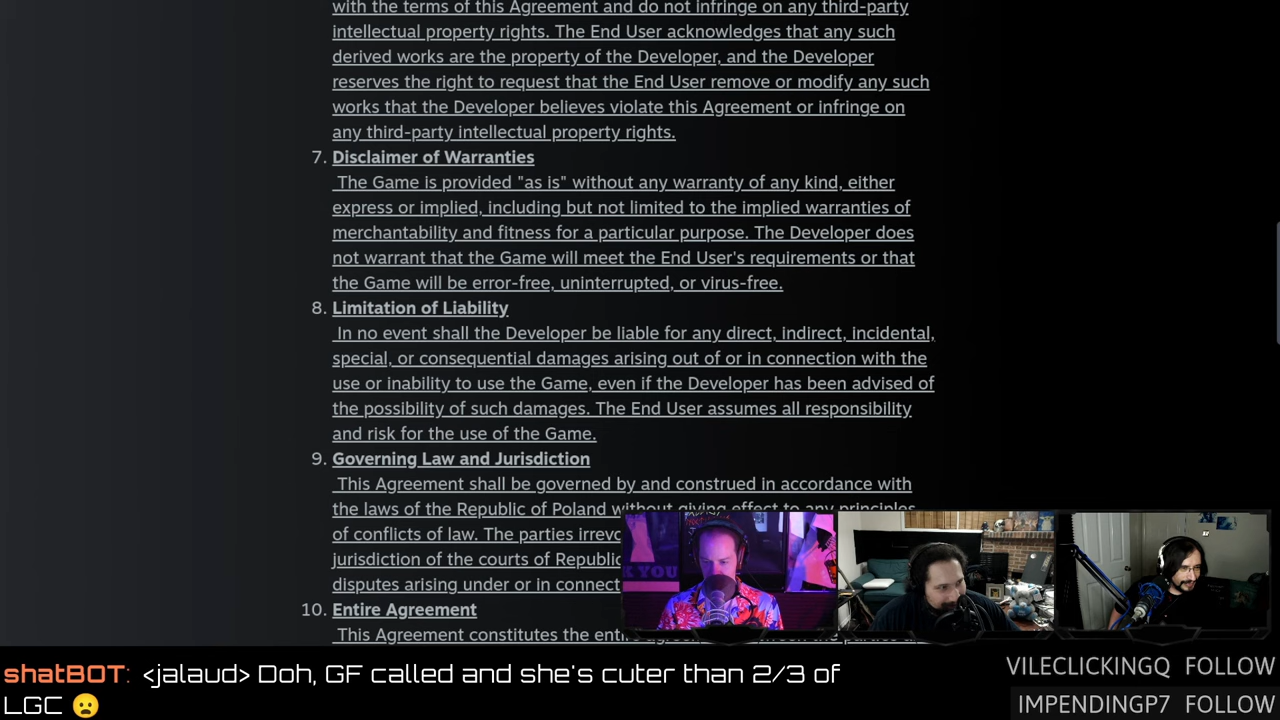 with the terms of this Agreement and do not infringe on any third-party
intellectual property rights. The End User acknowledges that any such
derived works are the property of the Developer, and the Developer
reserves the right to request that the End User remove or modify any such
works that the Developer believes violate this Agreement or infringe on
any third-party intellectual property rights.
7. Disclaimer of Warranties
The Game is provided "as is" without any warranty of any kind, either
express or implied, including but not limited to the implied warranties of
merchantability and fitness for a particular purpose. The Developer does
not warrant that the Game will meet the End User's requirements or that
the Game will be error-free, uninterrupted, or virus-free.
8. Limitation of Liability
In no event shall the Developer be liable for any direct, indirect, incidental,
special, or consequential damages arising out of or in connection with the
use or inability to use the Game, even if the Developer has been advised of
the possibility of such damages. The End User assumes all responsibility
and risk for the use of the Game.
9. Governing Law and Jurisdiction
This Agreement shall be governed by and construed in accordance with
the laws of the Republic of Poland without giving effect to any principles
of conflicts of law. The parties
jurisdiction of the courts of
disputes arising under or in
10. Entire Agreement
This Agreement constitutes the
K YOU
shatBOT: <jalaud> Doh, GF called and she's cuter than 2/3 of
LGC 😦
VILECLICKINGQ FOLLOW
IMPENDINGP7 FOLLOW